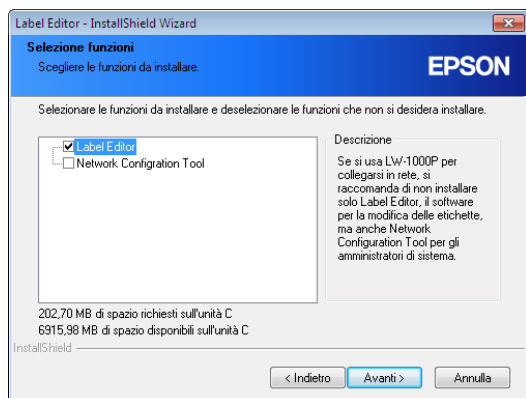 Label Editor - InstallShield Wizard
Selezione funzioni
Scegliere le funzioni da installare.
EPSON
Selezionare le funzioni da installare e deselezionare le funzioni che non si desidera installare.
Label Editor
Network Configration Tool
Descrizione
Se si usa LW-1000P per
collegarsi in rete, si
raccomanda di non installare
solo Label Editor, il software
per la modifica delle etichette,
ma anche Network
Configuration Tool per gli
amministratori di sistema.
202,70 MB di spazio richiesti sull'unità C
6915,98 MB di spazio disponibili sull'unità C
InstallShield
< Indietro
Avanti >
Annulla